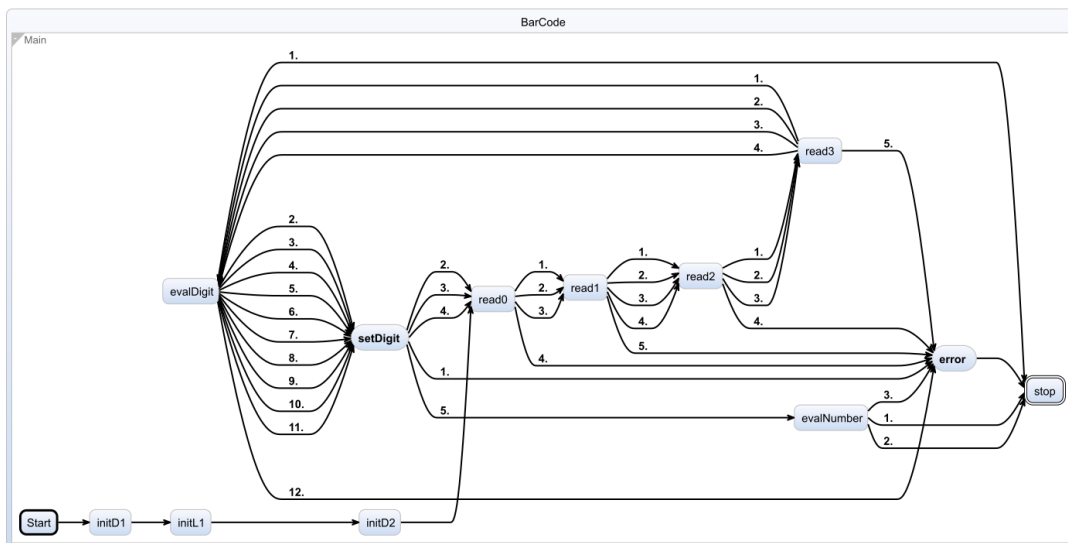 BarCode
Main
1.
1.
2.
3.
4.
read3
5.
2.
3.
4.
5.
6.
7.
8.
9.
10.
11.
12.
evalDigit
setDigit
2.
3.
4.
1.
5.
read0
1.
2.
3.
4.
read1
1.
2.
3.
4.
5.
read2
1.
2.
3.
4.
error
stop
evalNumber
3.
1.
2.
Start
initD1
initL1
initD2